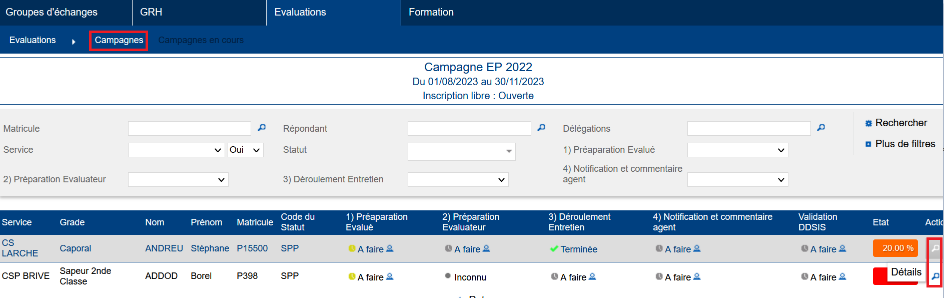 Groupes d'échanges GRH Evaluations Formation
Evaluations Campagnes Campagnes en cours
Campagne EP 2022
Du 01/08/2023 au 30/11/2023
Inscription libre : Ouverte
Matricule Répondant Délégations Rechercher
Service Oui Statut 1) Préaparation Evalué Plus de filtres
2) Préparation Evaluateur 3) Déroulement Entretien 4) Notification et commentaire agent
Service Grade Nom Prénom Matricule Code du Statut 1) Préaparation Evalué 2) Préparation Evaluateur 3) Déroulement Entretien 4) Notification et commentaire agent Validation DDSIS Etat Actio
CS LARCHE Caporal ANDREU Stéphane P15500 SPP A faire A faire Terminée A faire A faire 20.00 %
CSP BRIVE Sapeur 2nde Classe ADDOD Borel P398 SPP A faire Inconnu A faire A faire A faire Détails